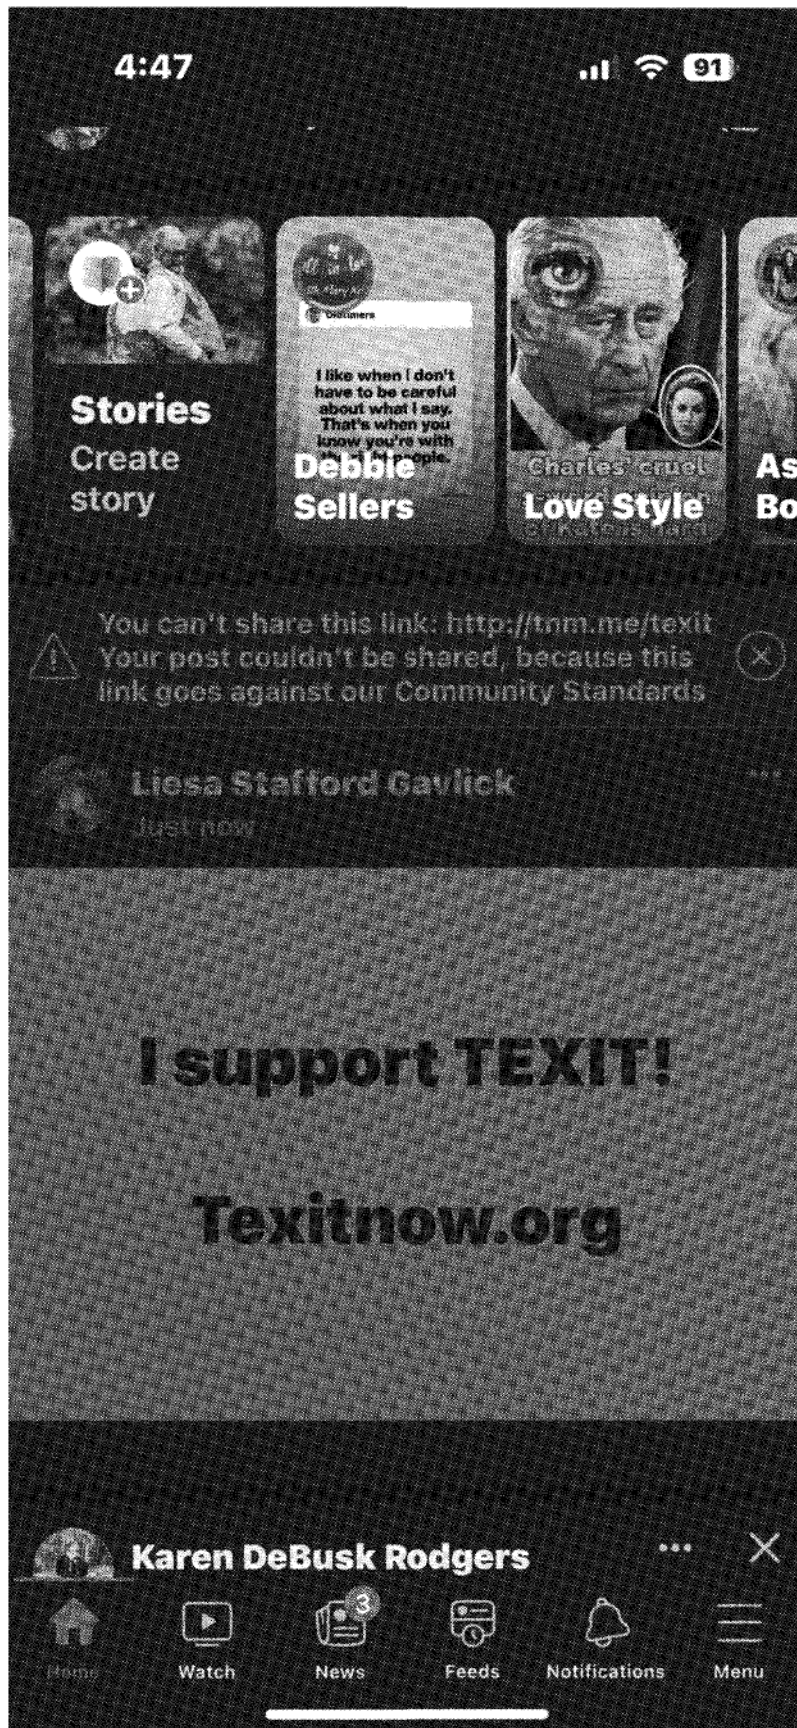 4:47
91
I like when I don't
have to be careful
about what I say.
That's when you
know you're with
people.
Stories
Create
story
Debbie
Sellers
Charles' cruel
Love Style
As
Bo
You can't share this link: http://tnm.me/texit
Your post couldn't be shared, because this
link goes against our Community Standards
Liesa Stafford Gavlick
Just now
I support TEXIT!
Texitnow.org
Karen DeBusk Rodgers
3
Home
Watch
News
Feeds
Notifications
Menu